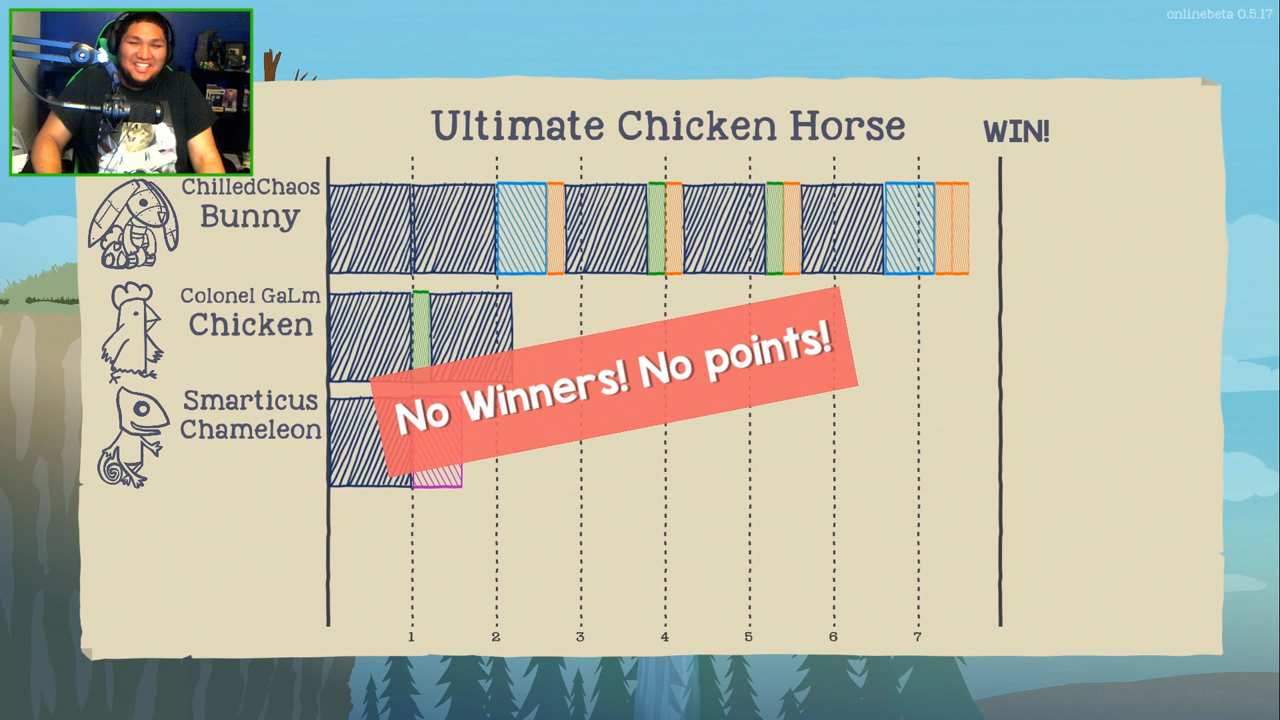 onlinebeta 0.5.17
Ultimate Chicken Horse
WIN!
ChilledChaos
Bunny
Colonel GaLm
Chicken
Smarticus
Chameleon
No Winners! No points!
1 2 3 4 5 6 7